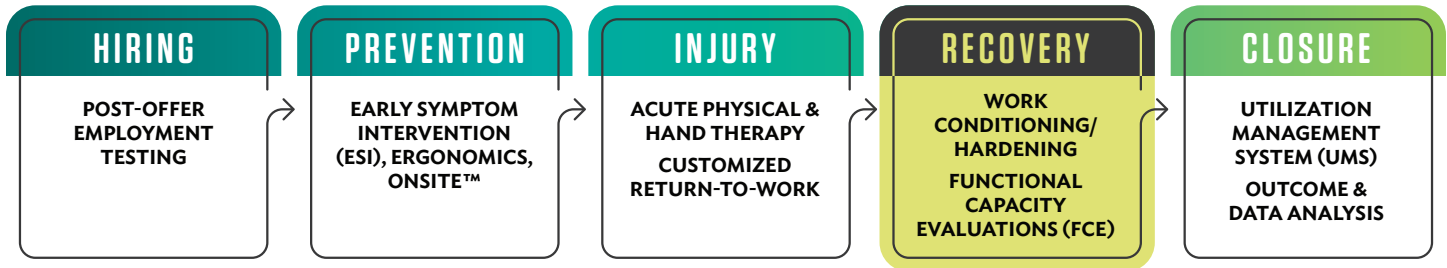 HIRING
POST-OFFER
EMPLOYMENT
TESTING
PREVENTION
EARLY SYMPTOM
INTERVENTION
(ESI), ERGONOMICS,
ONSITE™
INJURY
ACUTE PHYSICAL &
HAND THERAPY
CUSTOMIZED
RETURN-TO-WORK
RECOVERY
WORK
CONDITIONING/
HARDENING
FUNCTIONAL
CAPACITY
EVALUATIONS (FCE)
CLOSURE
UTILIZATION
MANAGEMENT
SYSTEM (UMS)
OUTCOME &
DATA ANALYSIS